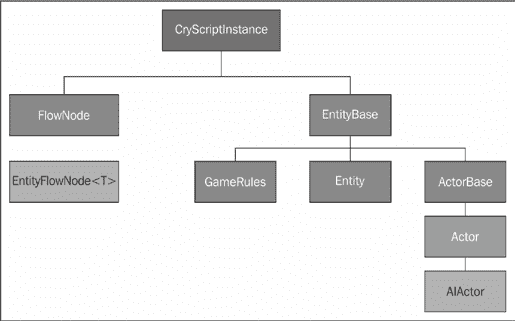 CryScriptInstance
FlowNode
EntityBase
EntityFlowNode<T>
GameRules
Entity
ActorBase
Actor
AIActor